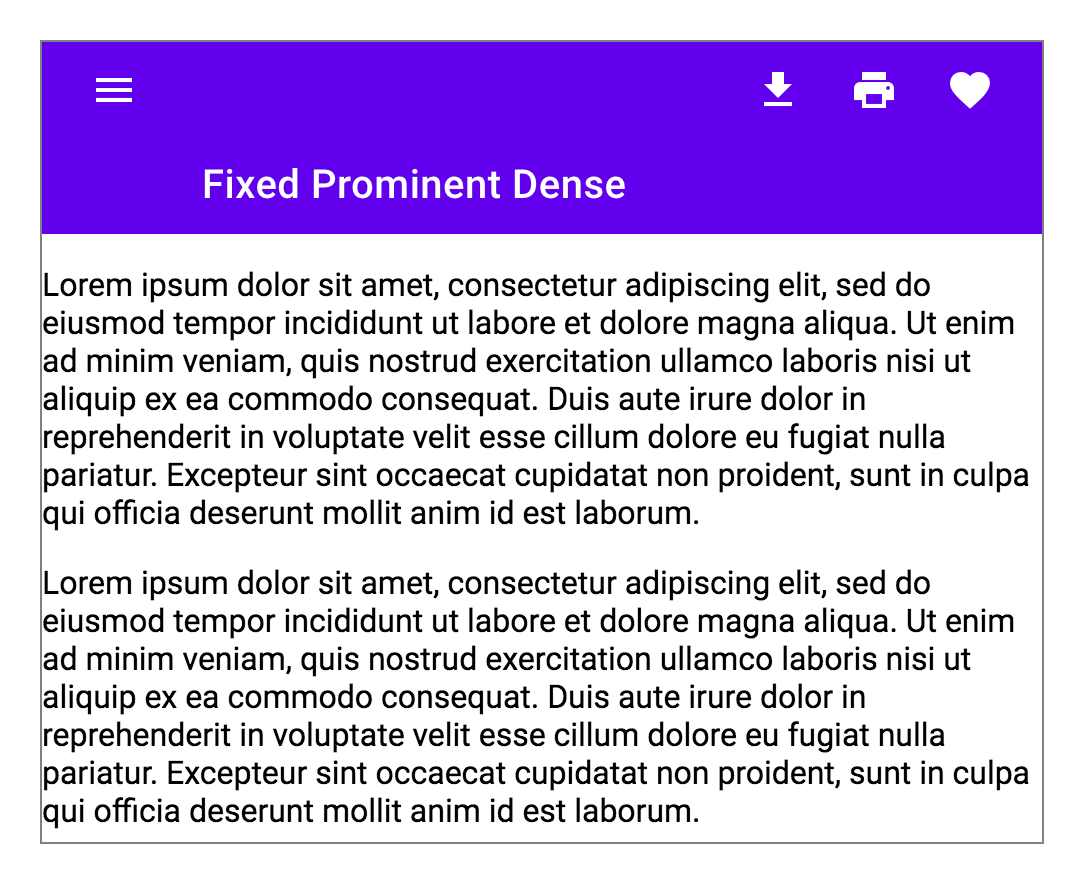 Fixed Prominent Dense
Lorem ipsum dolor sit amet, consectetur adipiscing elit, sed do
eiusmod tempor incididunt ut labore et dolore magna aliqua. Ut enim
ad minim veniam, quis nostrud exercitation ullamco laboris nisi ut
aliquip ex ea commodo consequat. Duis aute irure dolor in
reprehenderit in voluptate velit esse cillum dolore eu fugiat nulla
pariatur. Excepteur sint occaecat cupidatat non proident, sunt in culpa
qui officia deserunt mollit anim id est laborum.
Lorem ipsum dolor sit amet, consectetur adipiscing elit, sed do
eiusmod tempor incididunt ut labore et dolore magna aliqua. Ut enim
ad minim veniam, quis nostrud exercitation ullamco laboris nisi ut
aliquip ex ea commodo consequat. Duis aute irure dolor in
reprehenderit in voluptate velit esse cillum dolore eu fugiat nulla
pariatur. Excepteur sint occaecat cupidatat non proident, sunt in culpa
qui officia deserunt mollit anim id est laborum.